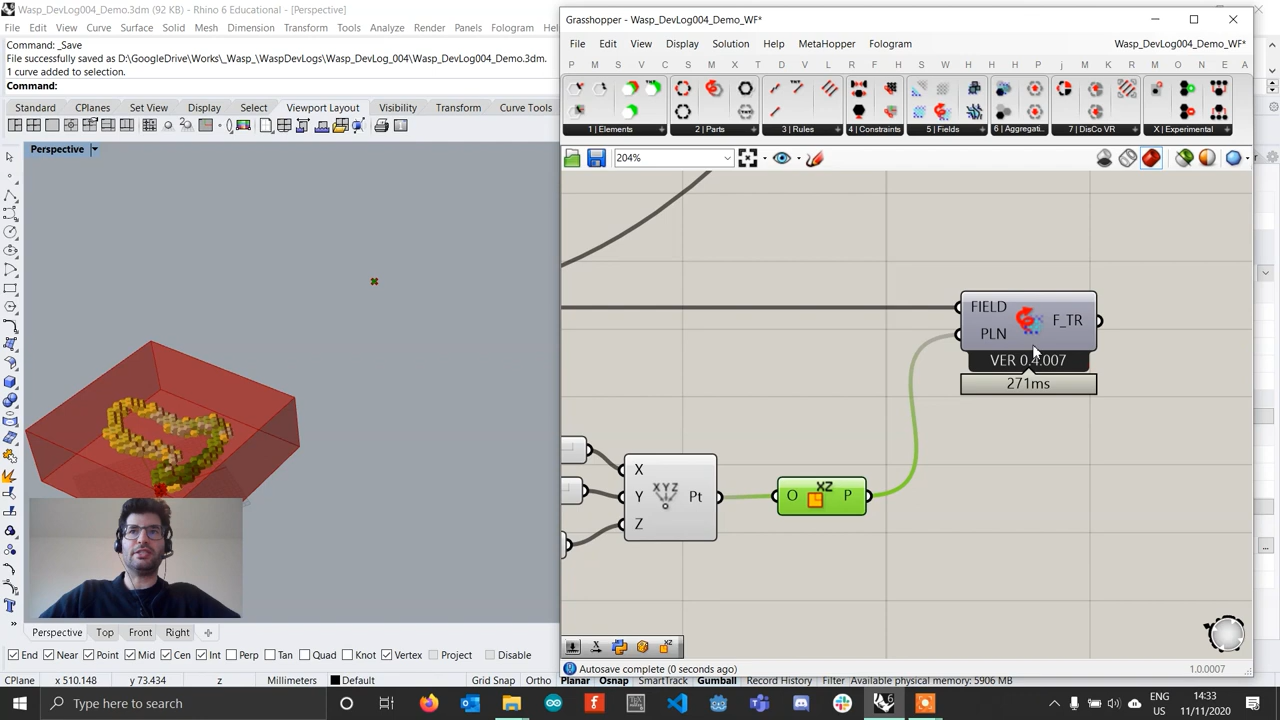 Wasp_DevLog004_Demo.3dm (92 KB) - Rhino 6 Educational - [Perspective]
File Edit View Curve Surface Solid Mesh Dimension Transform Tools Analyze Render Panels Fologram
Command: _Save
File successfully saved as D:\GoogleDrive\Works\_Wasp_\WaspDevLogs\Wasp_DevLog_004\Wasp_DevLog004_Demo.3dm.
1 curve added to selection.
Command:
Standard CPlanes Set View Display Select Viewport Layout Visibility Transform Curve Tools
Perspective
Perspective Top Front Right
End Near Point Mid Cen Int Perp Tan Quad Knot Vertex Project Disable
CPlane x 510.148 y 73.434 z Millimeters Default Grid Snap Planar Osnap SmartTrack Gumball Record History Filter Available physical memory: 5906 MB
Grasshopper - Wasp_DevLog004_Demo_WF*
File Edit View Solution Display Help MetaHopper Fologram Wasp_DevLog004_Demo_WF*
P M S V C S M X D V L R K F S W H H P j M T M N E
1 | Elements 2 | Parts 3 | Rules 4 | Constraints 5 | Fields 6 | Aggregati... 7 | DisCo VR X | Experimental
204%
FIELD
PLN
F_TR
VER 0.4.007
271ms
X
Y
Z
Pt
XYZ
O
XZ
P
Autosave complete (0 seconds ago)
1.0.0007
Type here to search
ENG
US
14:33
11/11/2020